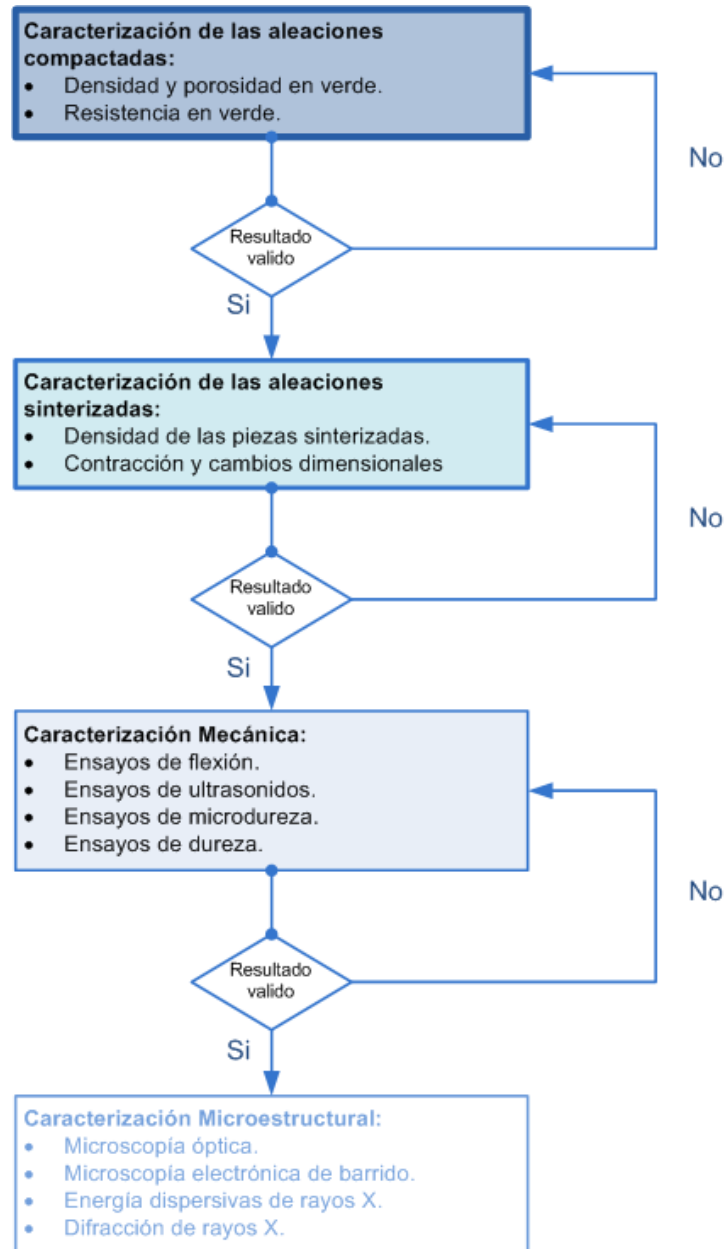 Caracterización de las aleaciones
compactadas:
• Densidad y porosidad en verde.
• Resistencia en verde.
No
Resultado
valido
Si
Caracterización de las aleaciones
sinterizadas:
• Densidad de las piezas sinterizadas.
• Contracción y cambios dimensionales
No
Resultado
valido
Si
Caracterización Mecánica:
• Ensayos de flexión.
• Ensayos de ultrasonidos.
• Ensayos de microdureza.
• Ensayos de dureza.
No
Resultado
valido
Si
Caracterización Microestructural:
• Microscopía óptica.
• Microscopía electrónica de barrido.
• Energía dispersivas de rayos X.
• Difracción de rayos X.